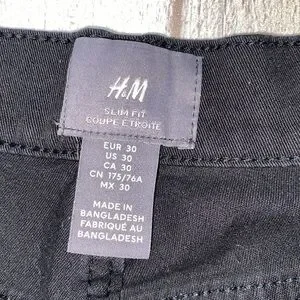 H&M
SLIM FIT
COUPE ETROITE
EUR 30
US 30
CA 30
CN 175/76A
MX 30
MADE IN
BANGLADESH
FABRIQUÉ AU
BANGLADESH